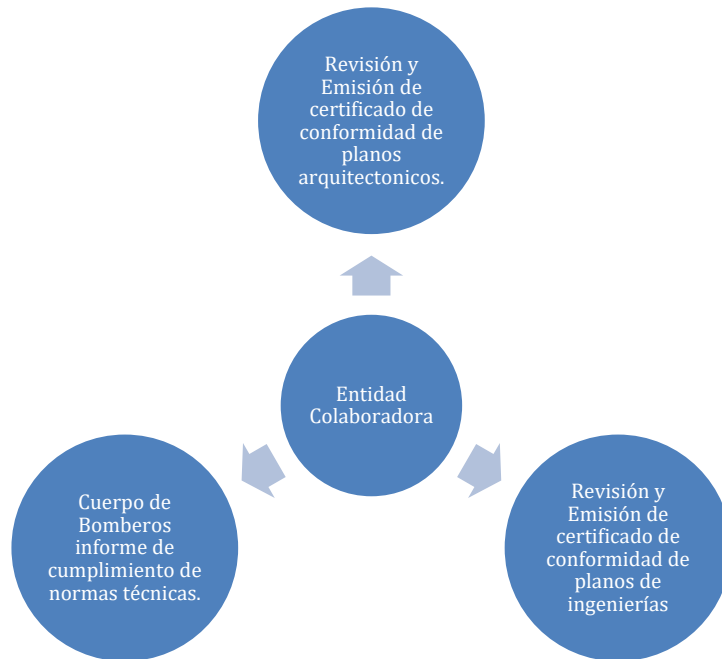 Revisión y
Emisión de
certificado de
conformidad de
planos
arquitectonicos.
Entidad
Colaboradora
Cuerpo de
Bomberos
informe de
cumplimiento de
normas técnicas.
Revisión y
Emisión de
certificado de
conformidad de
planos de
ingenierías